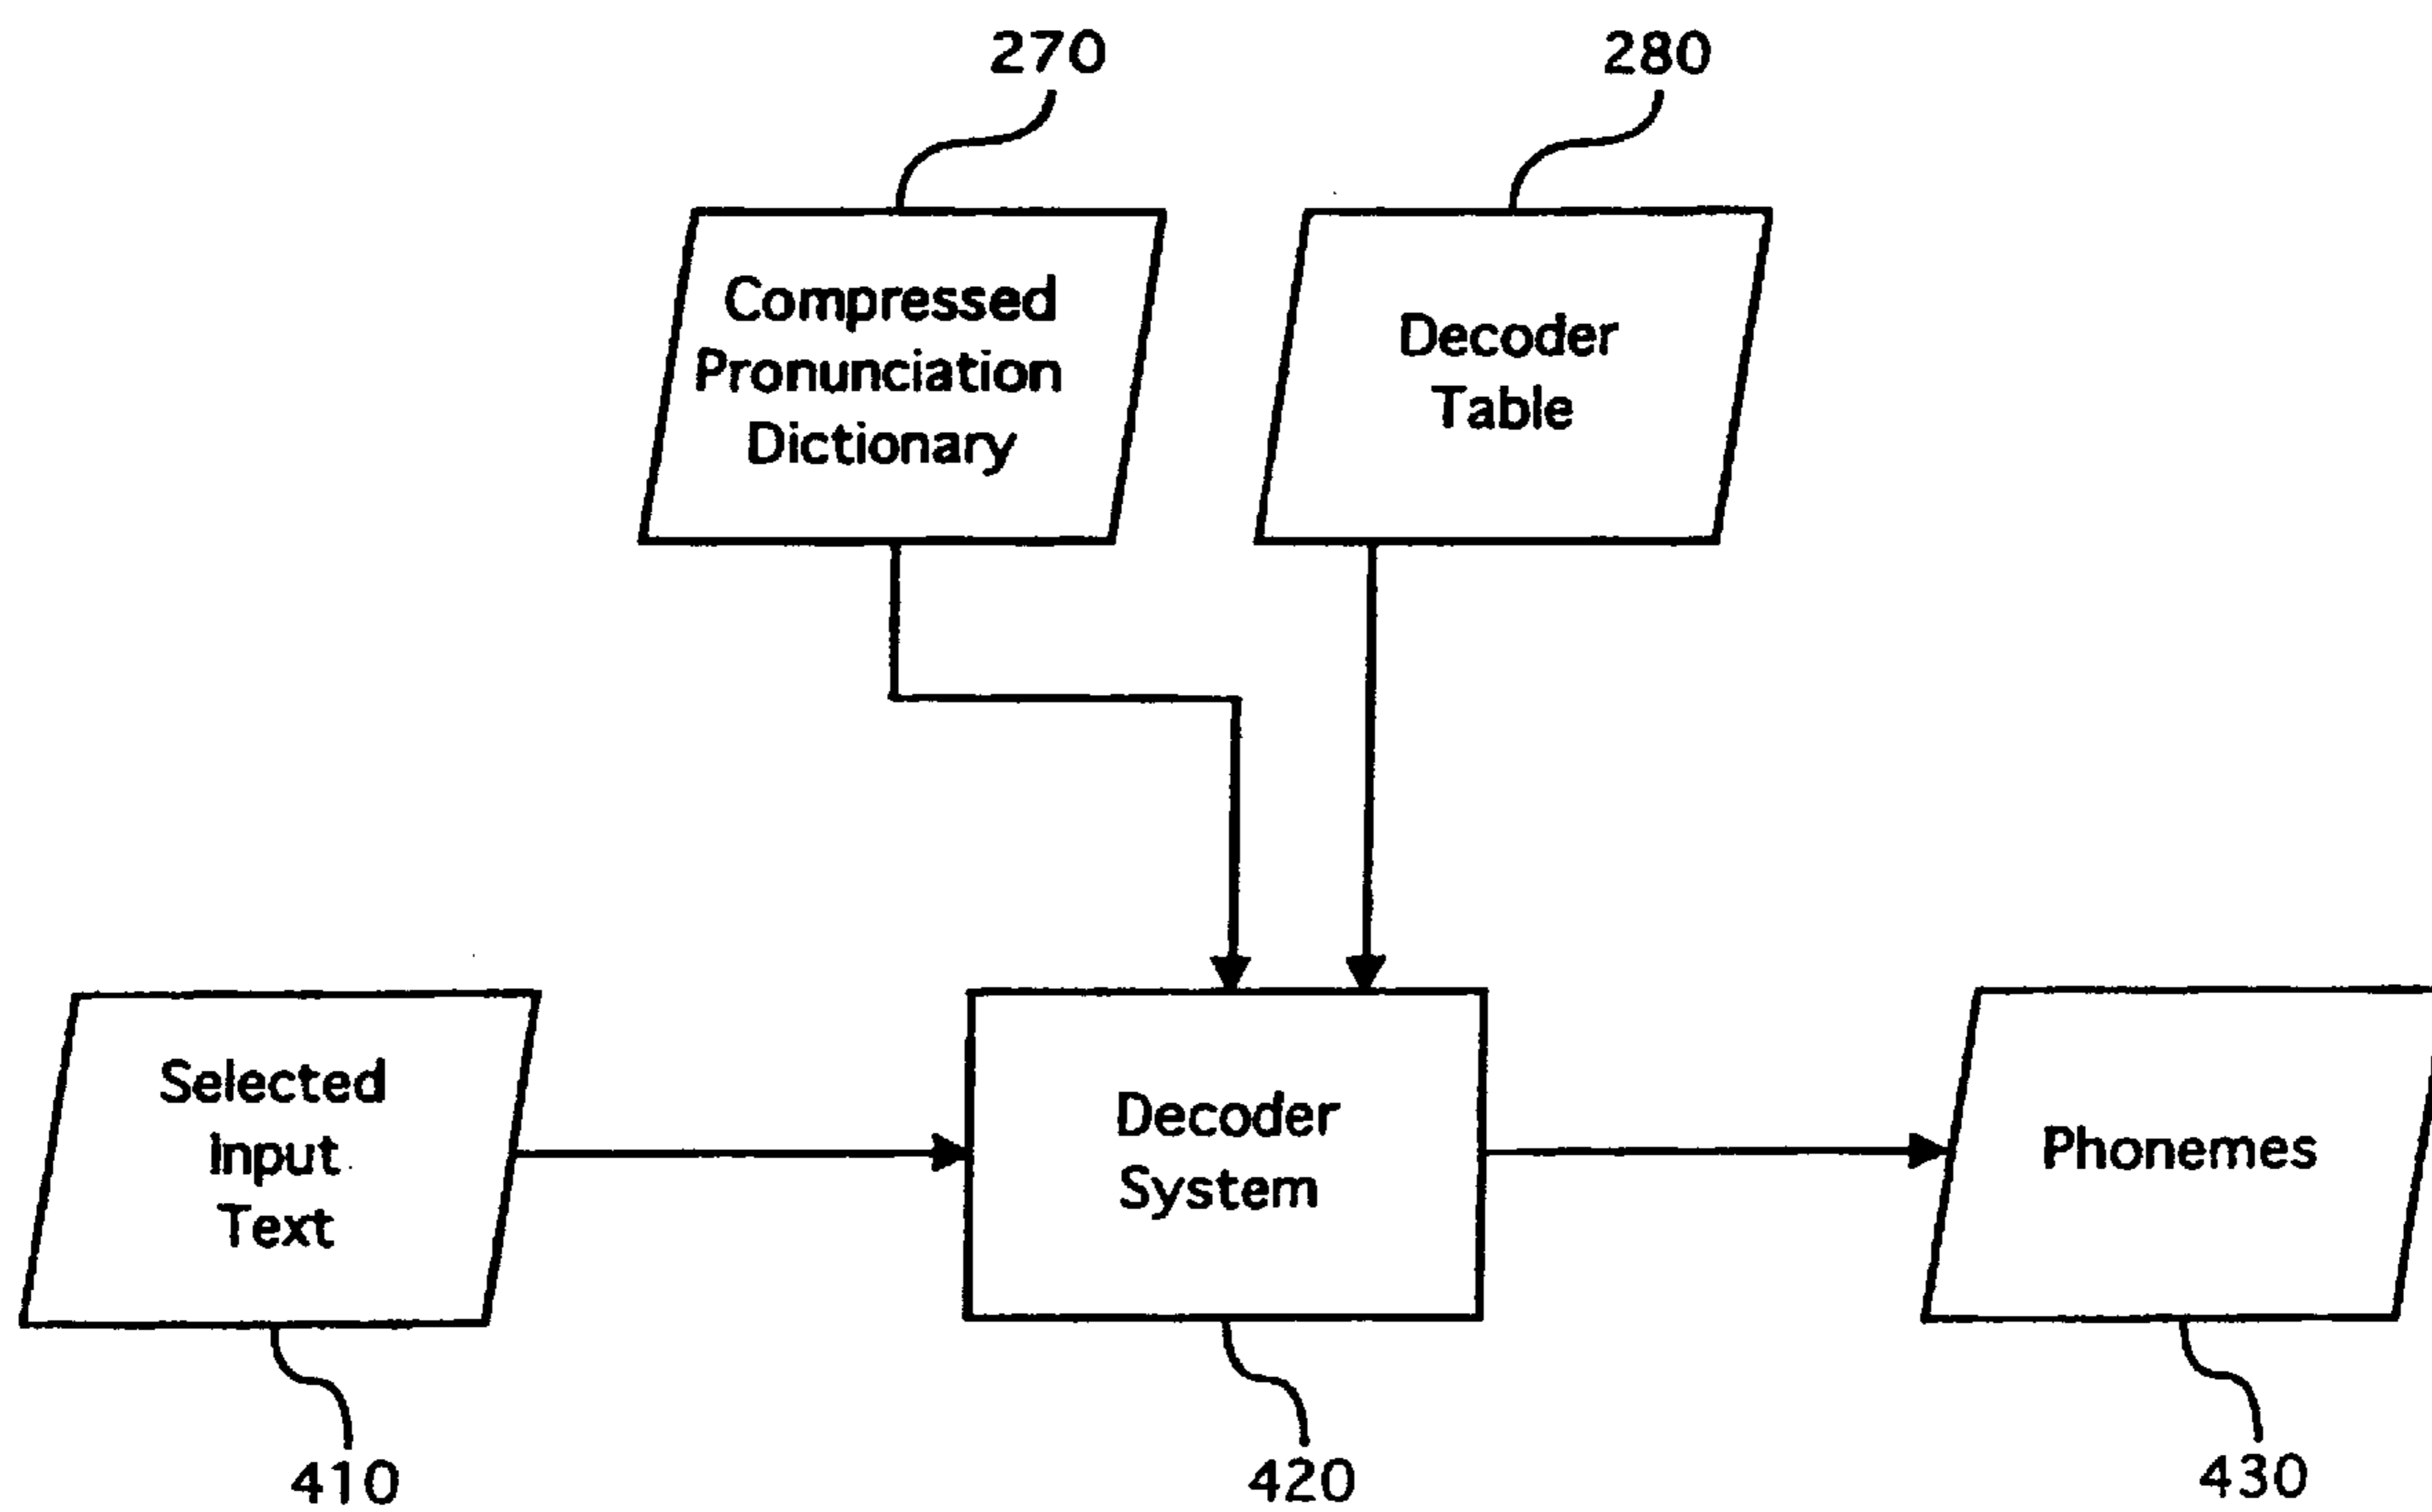 270
280
Compressed
Pronunciation
Dictionary
Decoder
Table
Selected
Input
Text
Decoder
System
Phonemes
410
420
430